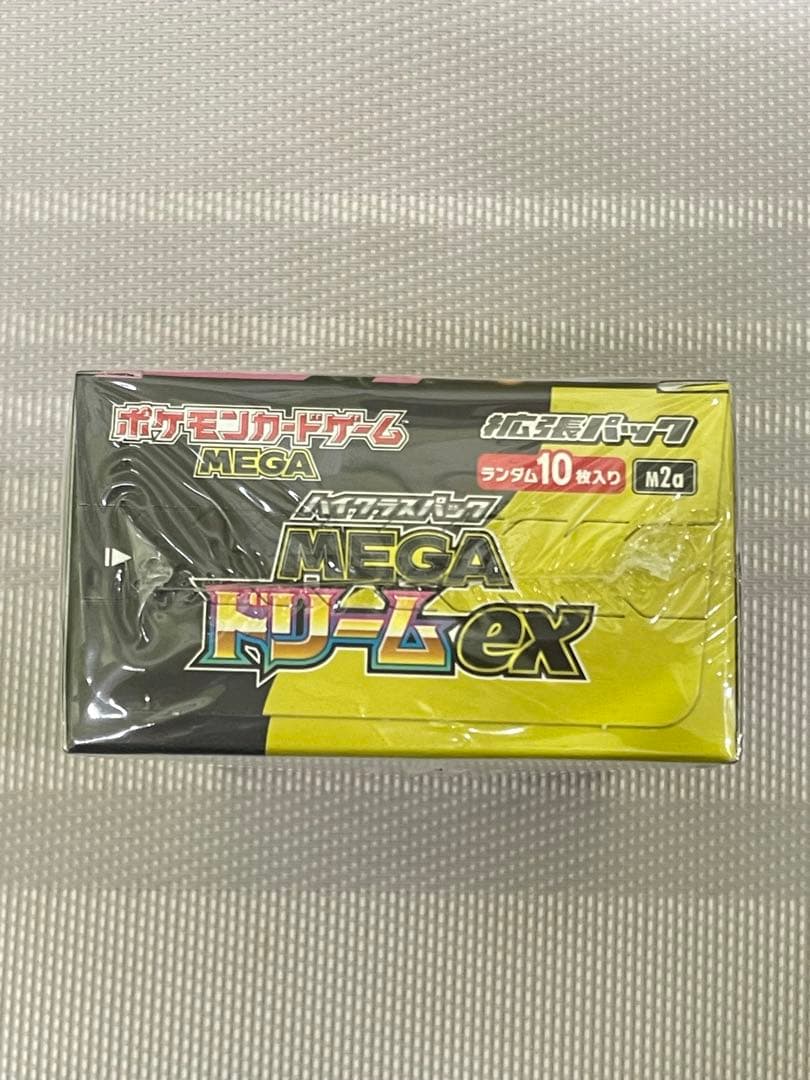 ポケモンカードゲーム
MEGA
拡張パック
ランダム10枚入り M2a
ハイクラスパック
MEGA
ドリームex